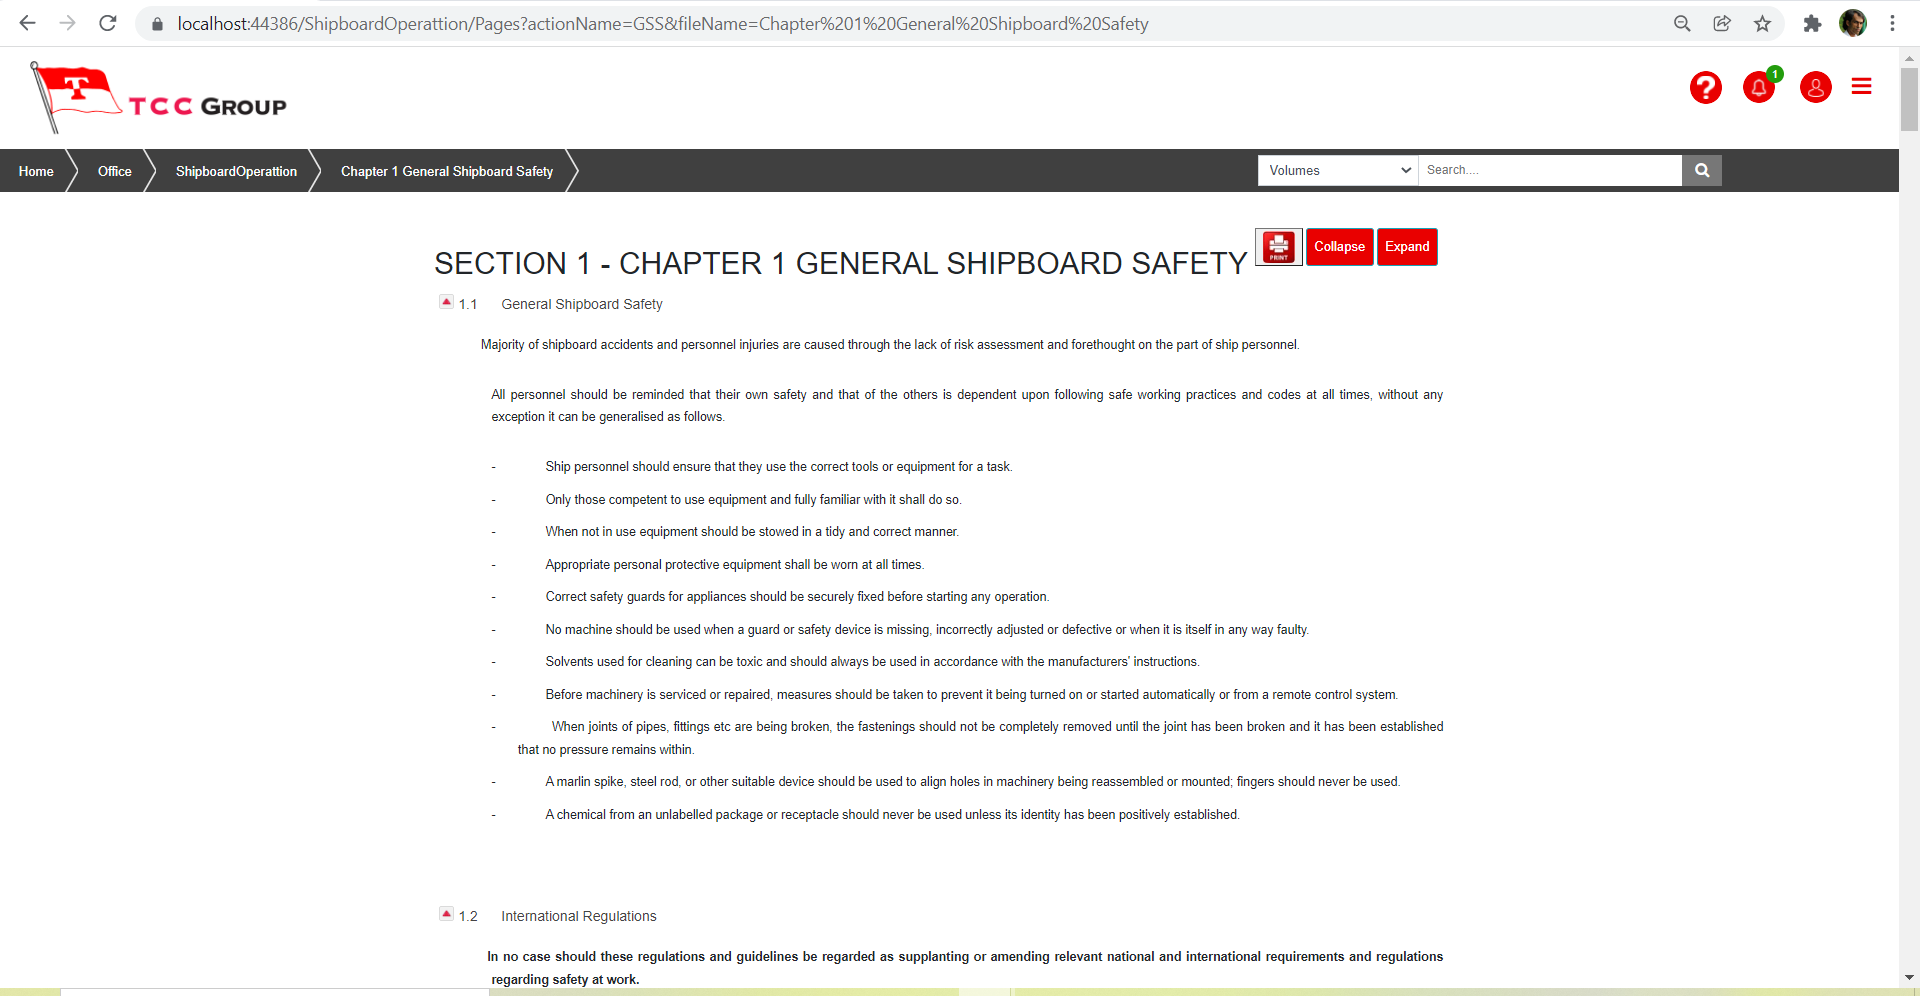 localhost:44386/ShipboardOperattion/Pages?actionName=GSS&fileName=Chapter%201%20General%20Shipboard%20Safety
T
TCC GROUP
?
1
Home
Office
ShipboardOperattion
Chapter 1 General Shipboard Safety
Volumes
Search....
SECTION 1 - CHAPTER 1 GENERAL SHIPBOARD SAFETY
PRINT
Collapse
Expand
1.1 General Shipboard Safety
Majority of shipboard accidents and personnel injuries are caused through the lack of risk assessment and forethought on the part of ship personnel.
All personnel should be reminded that their own safety and that of the others is dependent upon following safe working practices and codes at all times, without any
exception it can be generalised as follows.
- Ship personnel should ensure that they use the correct tools or equipment for a task.
- Only those competent to use equipment and fully familiar with it shall do so.
- When not in use equipment should be stowed in a tidy and correct manner.
- Appropriate personal protective equipment shall be worn at all times.
- Correct safety guards for appliances should be securely fixed before starting any operation.
- No machine should be used when a guard or safety device is missing, incorrectly adjusted or defective or when it is itself in any way faulty.
- Solvents used for cleaning can be toxic and should always be used in accordance with the manufacturers' instructions.
- Before machinery is serviced or repaired, measures should be taken to prevent it being turned on or started automatically or from a remote control system.
- When joints of pipes, fittings etc are being broken, the fastenings should not be completely removed until the joint has been broken and it has been established
that no pressure remains within.
- A marlin spike, steel rod, or other suitable device should be used to align holes in machinery being reassembled or mounted; fingers should never be used.
- A chemical from an unlabelled package or receptacle should never be used unless its identity has been positively established.
1.2 International Regulations
In no case should these regulations and guidelines be regarded as supplanting or amending relevant national and international requirements and regulations
regarding safety at work.